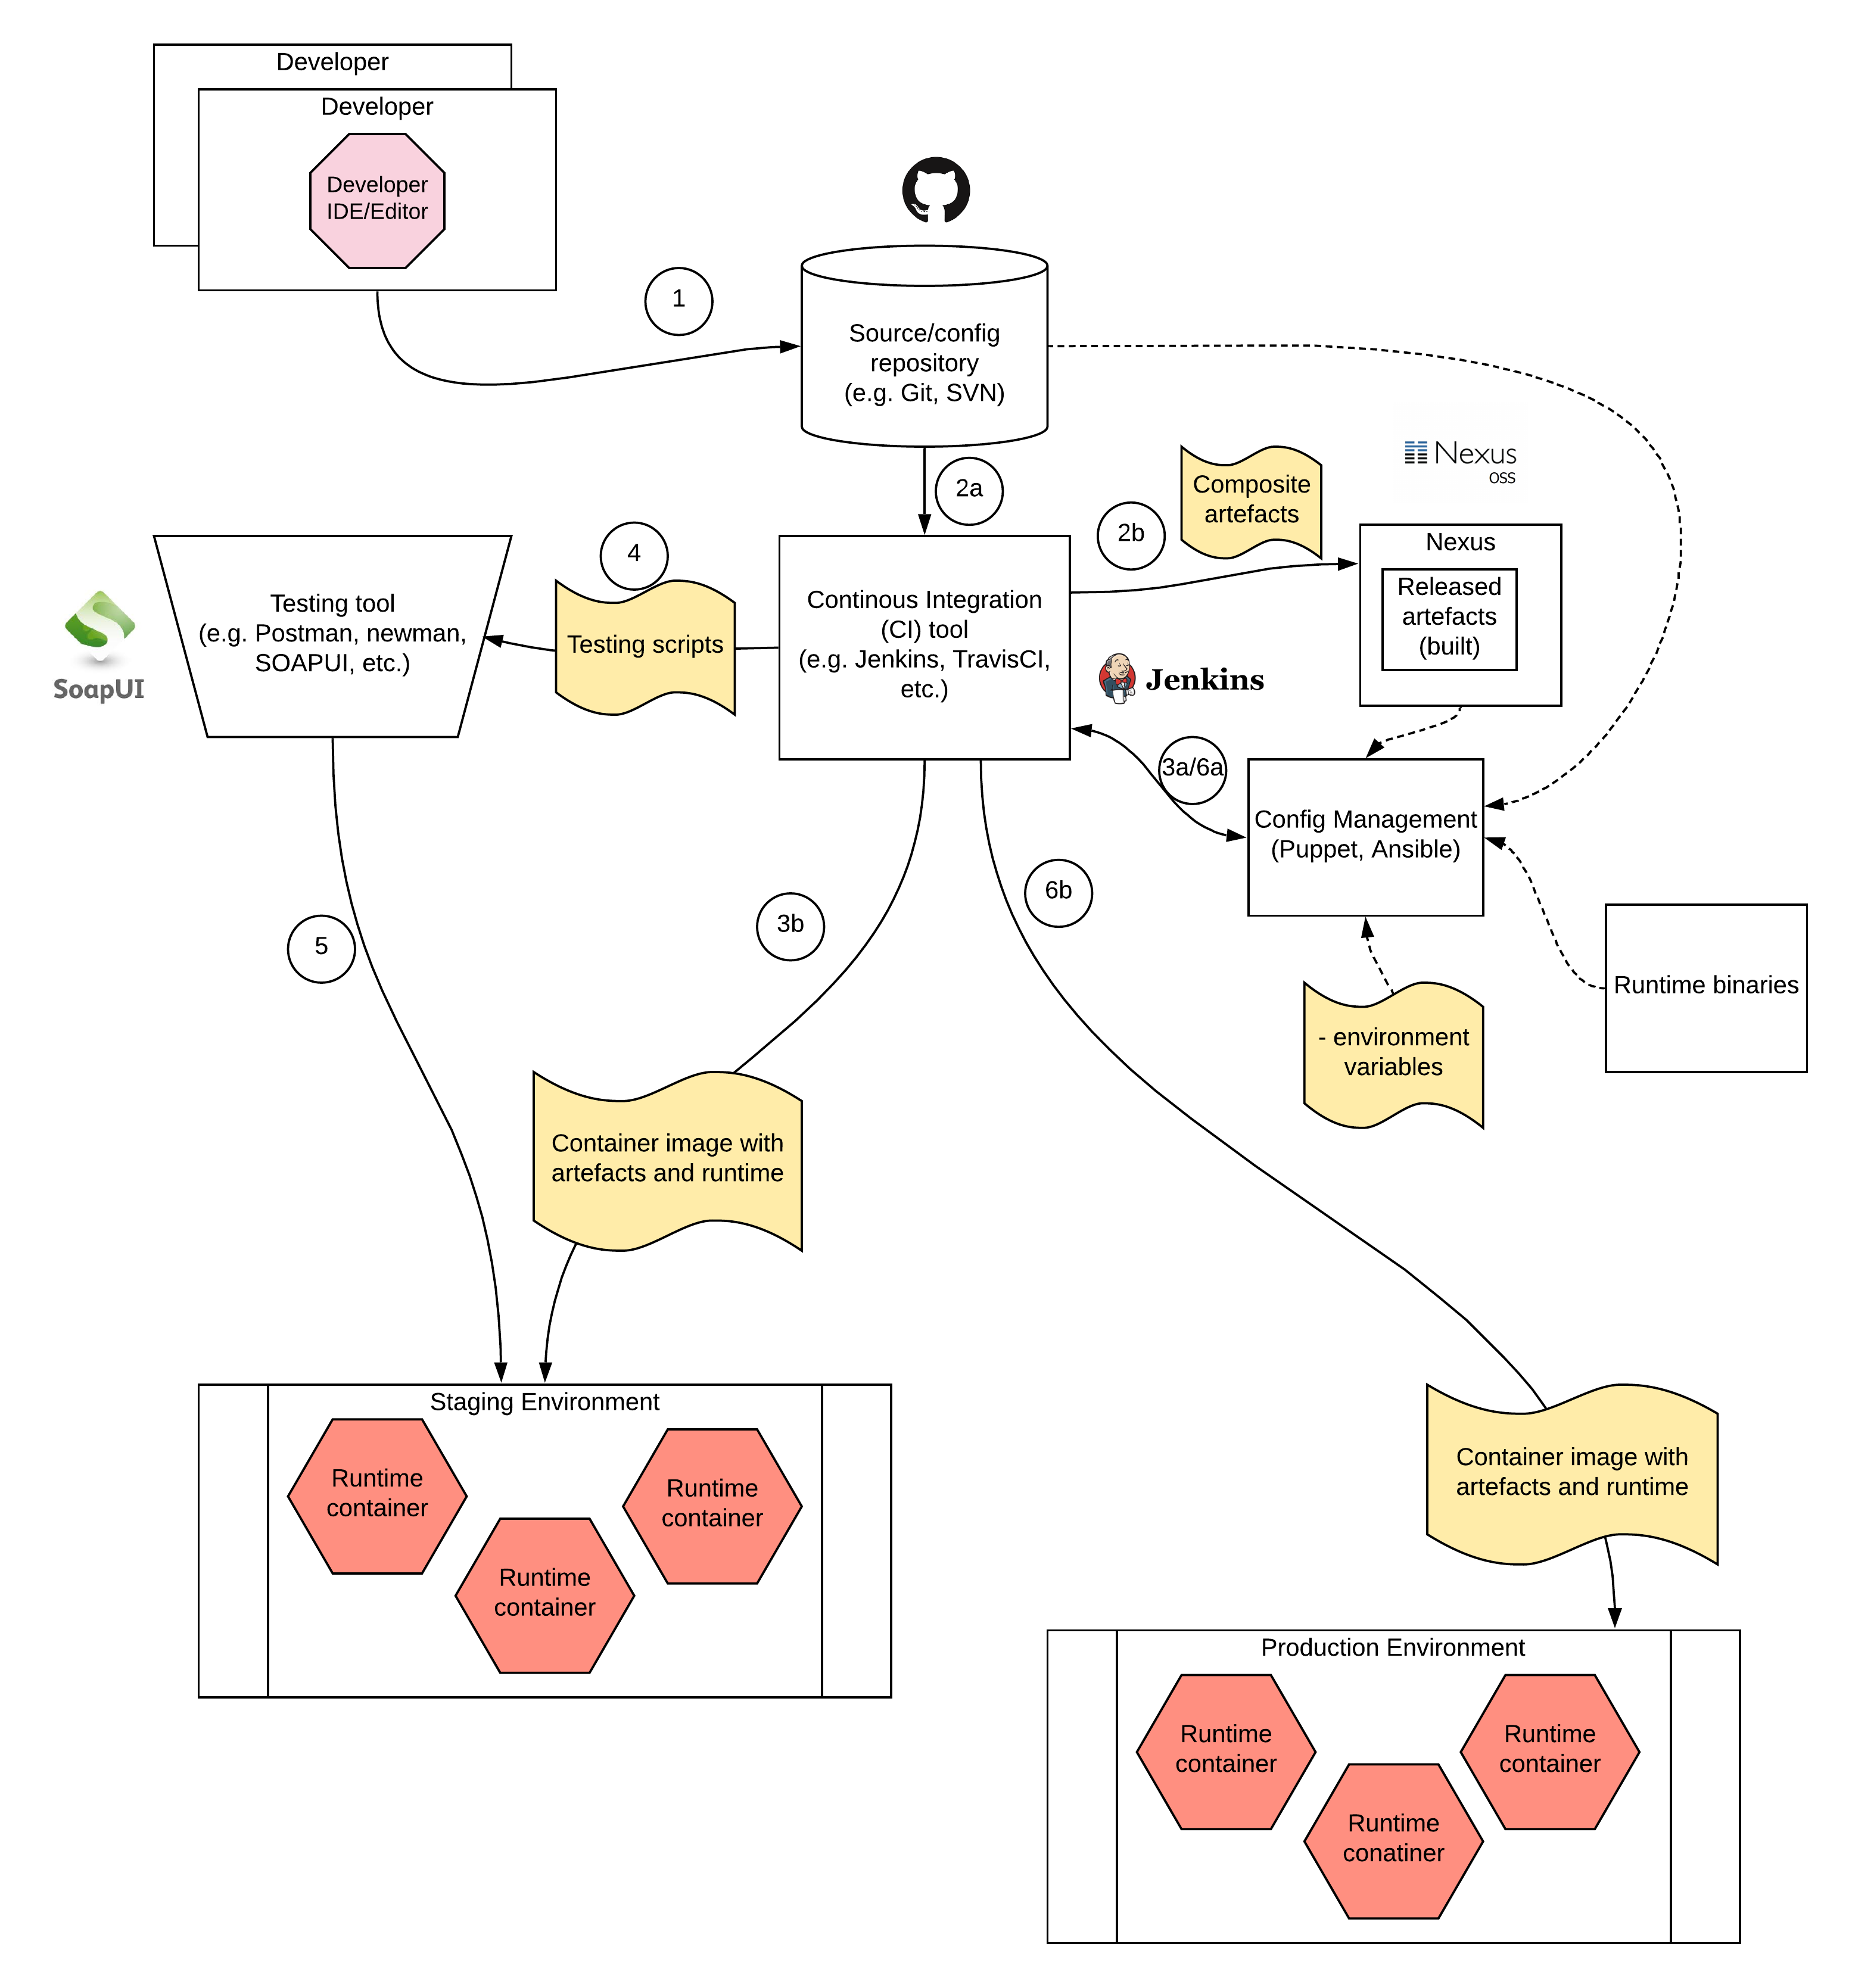 Developer
Developer
Developer
IDE/Editor
1
Source/config
repository
(e.g. Git, SVN)
2a
2b
Composite
artefacts
Nexus
OSS
Nexus
Released
artefacts
(built)
4
Testing tool
(e.g. Postman, newman,
SOAPUI, etc.)
SoapUI
Testing scripts
Continous Integration
(CI) tool
(e.g. Jenkins, TravisCI,
etc.)
Jenkins
3a/6a
Config Management
(Puppet, Ansible)
5
3b
6b
Runtime binaries
- environment
variables
Container image with
artefacts and runtime
Staging Environment
Runtime
container
Runtime
container
Runtime
container
Container image with
artefacts and runtime
Production Environment
Runtime
container
Runtime
container
Runtime
conatiner